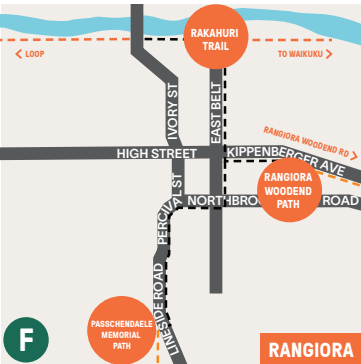 RAKAHURI
TRAIL
< LOOP
TO WAIKUKU >
IVORY ST
EAST BELT
RANGIORA WOODEND RD >
HIGH STREET
KIPPENBERGER AVE
RANGIORA
WOODEND
PATH
PERCIVAL ST
NORTHBRO
ROAD
LINESIDE ROAD
PASSCHENDAELE
MEMORIAL
PATH
F
RANGIORA